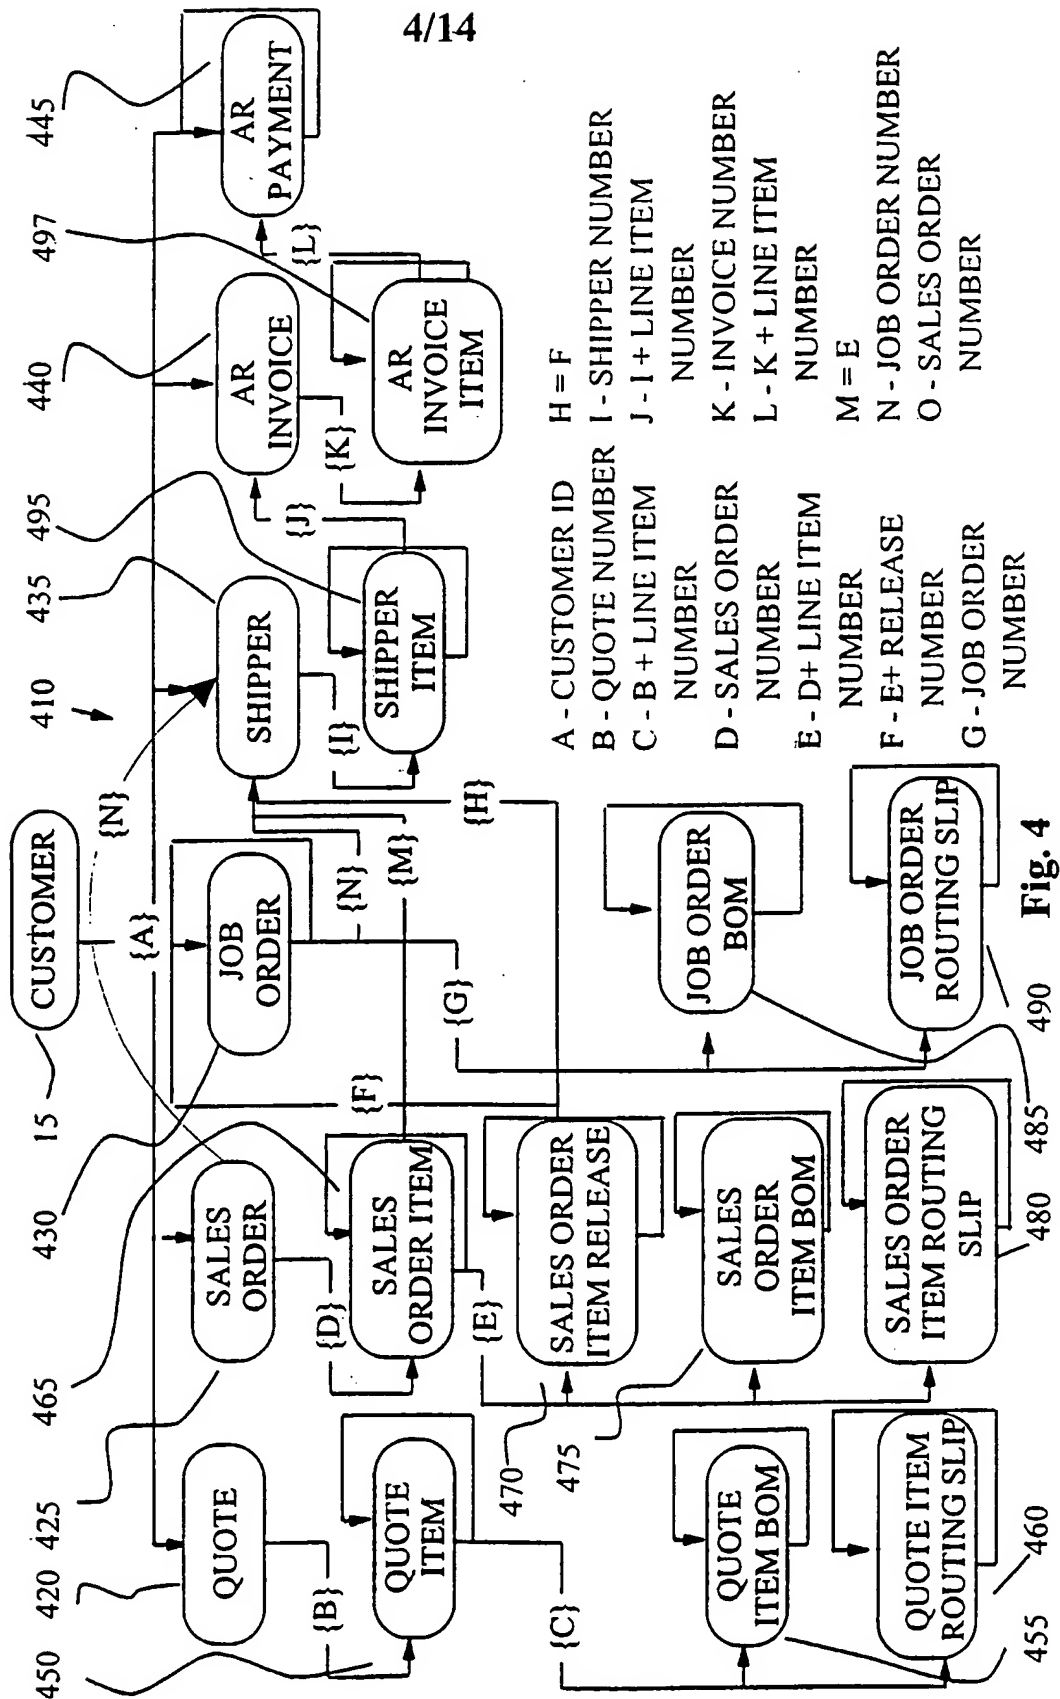 4/14
410
15
CUSTOMER
{A}
{N}
420
425
465
430
435
495
440
497
445
QUOTE
SALES
ORDER
JOB
ORDER
SHIPPER
AR
INVOICE
AR
PAYMENT
450
{B}
{D}
{F}
{N}
{M}
{H}
{I}
{J}
{K}
{L}
QUOTE
ITEM
SALES
ORDER ITEM
SHIPPER
ITEM
AR
INVOICE
ITEM
{C}
{E}
{G}
470
SALES ORDER
ITEM RELEASE
475
QUOTE
ITEM BOM
SALES
ORDER
ITEM BOM
JOB ORDER
BOM
QUOTE ITEM
ROUTING SLIP
SALES ORDER
ITEM ROUTING
SLIP
JOB ORDER
ROUTING SLIP
455
460
480
485
490
A - CUSTOMER ID
B - QUOTE NUMBER
C - B + LINE ITEM
NUMBER
D - SALES ORDER
NUMBER
E - D+ LINE ITEM
NUMBER
F - E+ RELEASE
NUMBER
G - JOB ORDER
NUMBER
H = F
I - SHIPPER NUMBER
J - I + LINE ITEM
NUMBER
K - INVOICE NUMBER
L - K + LINE ITEM
NUMBER
M = E
N - JOB ORDER NUMBER
O - SALES ORDER
NUMBER
Fig. 4